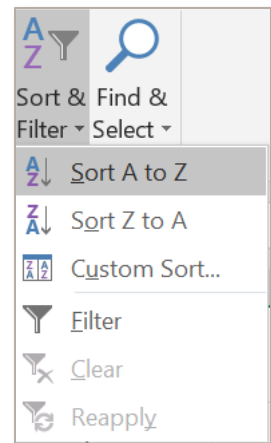 Sort & Find &
Filter Select
Sort A to Z
Sort Z to A
Custom Sort...
Filter
Clear
Reapply